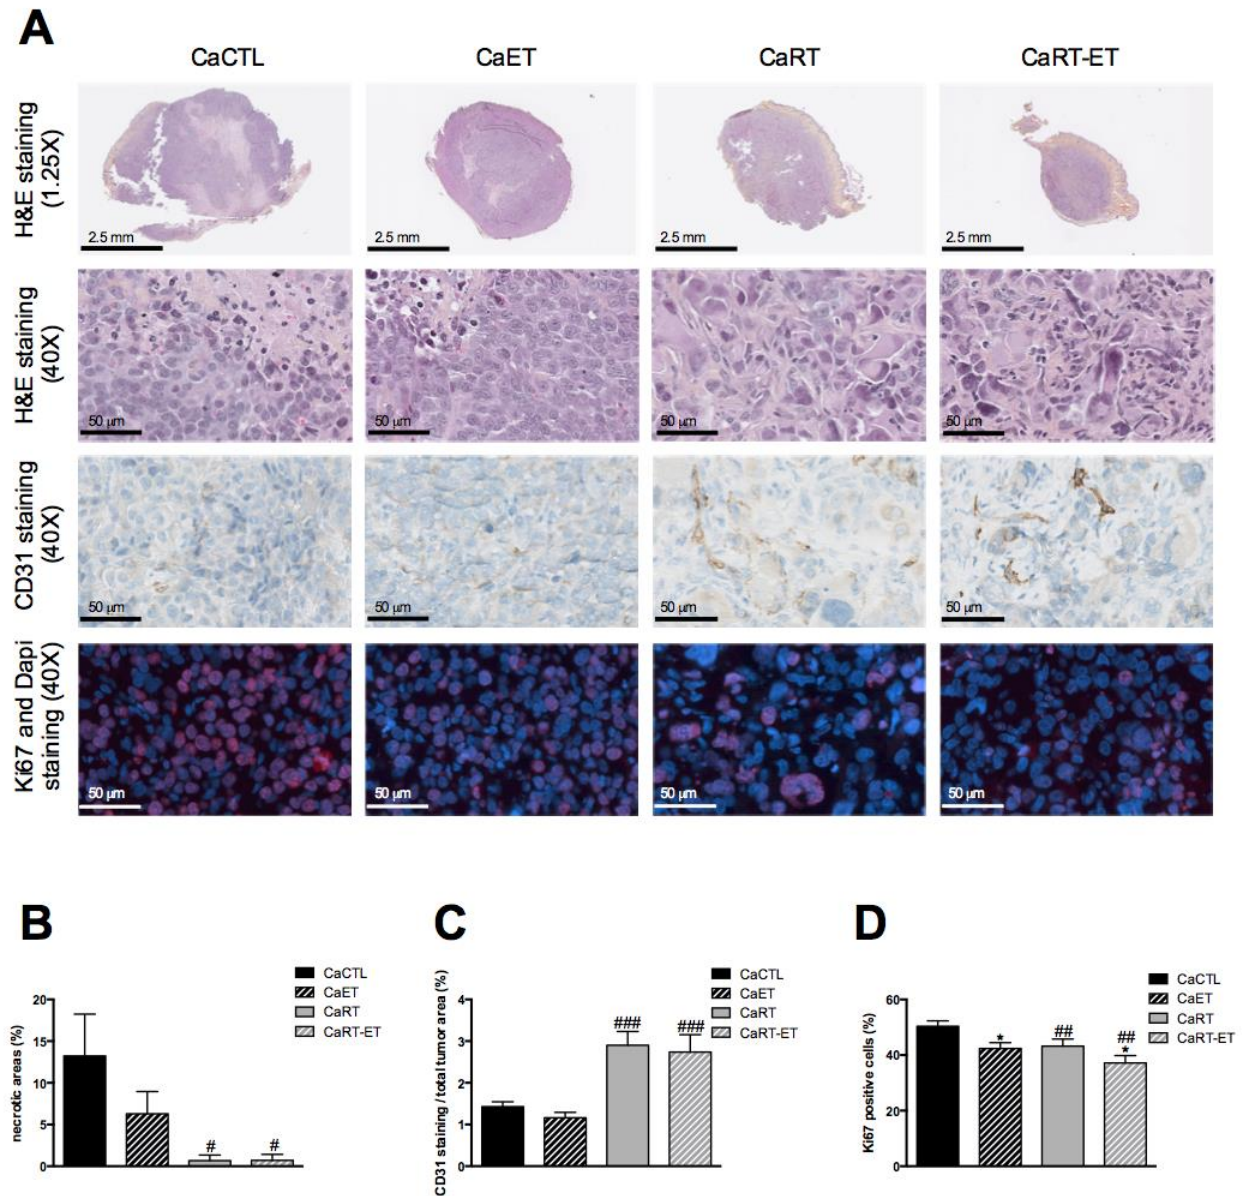 A
CaCTL CaET CaRT CaRT-ET
H&E staining
(1.25X)
2.5 mm 2.5 mm 2.5 mm 2.5 mm
H&E staining
(40X)
50 µm 50 µm 50 µm 50 µm
CD31 staining
(40X)
50 µm 50 µm 50 µm 50 µm
Ki67 and Dapi
staining (40X)
50 µm 50 µm 50 µm 50 µm
B
necrotic areas (%)
20
15
10
5
0
# #
CaCTL
CaET
CaRT
CaRT-ET
C
CD31 staining / total tumor area (%)
4
3
2
1
0
### ###
CaCTL
CaET
CaRT
CaRT-ET
D
Ki67 positive cells (%)
60
40
20
0
* ## ##
*
CaCTL
CaET
CaRT
CaRT-ET